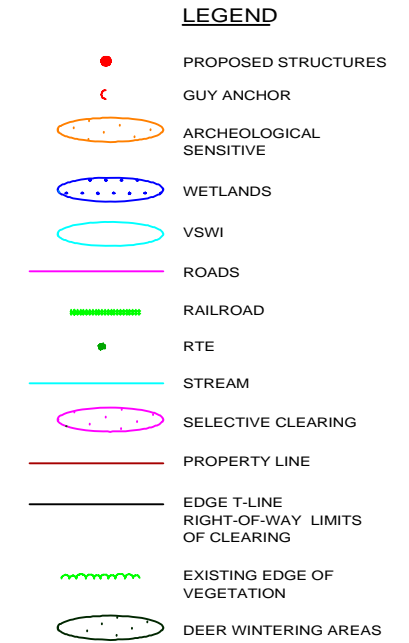 LEGEND
PROPOSED STRUCTURES
GUY ANCHOR
ARCHEOLOGICAL
SENSITIVE
WETLANDS
VSWI
ROADS
RAILROAD
RTE
STREAM
SELECTIVE CLEARING
PROPERTY LINE
EDGE T-LINE
RIGHT-OF-WAY LIMITS
OF CLEARING
EXISTING EDGE OF
VEGETATION
DEER WINTERING AREAS